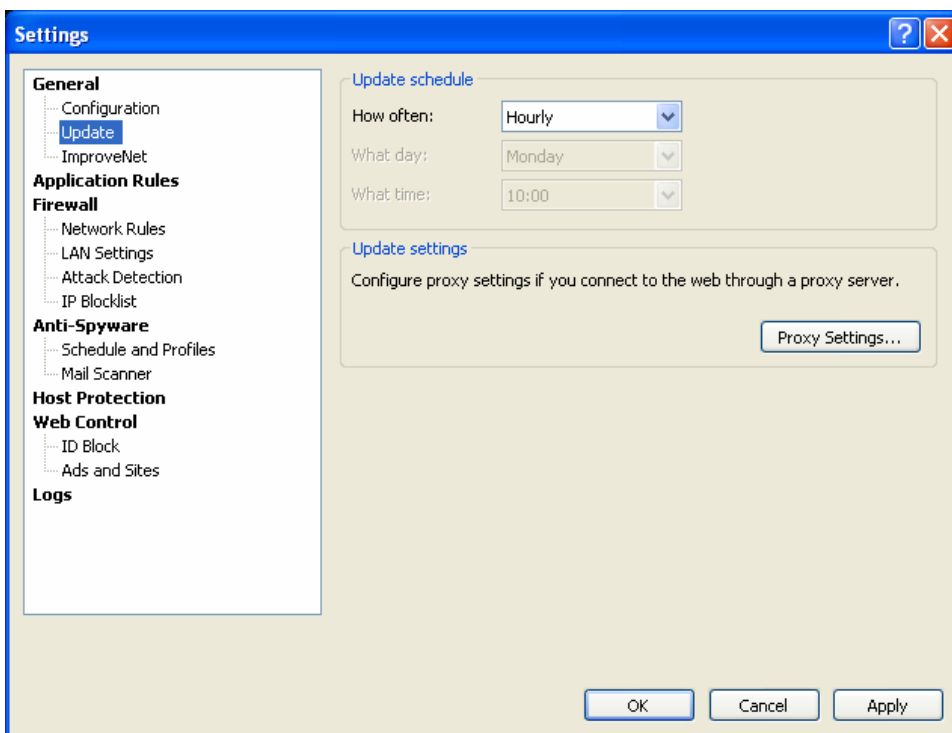 Settings
General
Configuration
Update
ImproveNet
Application Rules
Firewall
Network Rules
LAN Settings
Attack Detection
IP Blocklist
Anti-Spyware
Schedule and Profiles
Mail Scanner
Host Protection
Web Control
ID Block
Ads and Sites
Logs
Update schedule
How often: Hourly
What day: Monday
What time: 10:00
Update settings
Configure proxy settings if you connect to the web through a proxy server.
Proxy Settings...
OK Cancel Apply